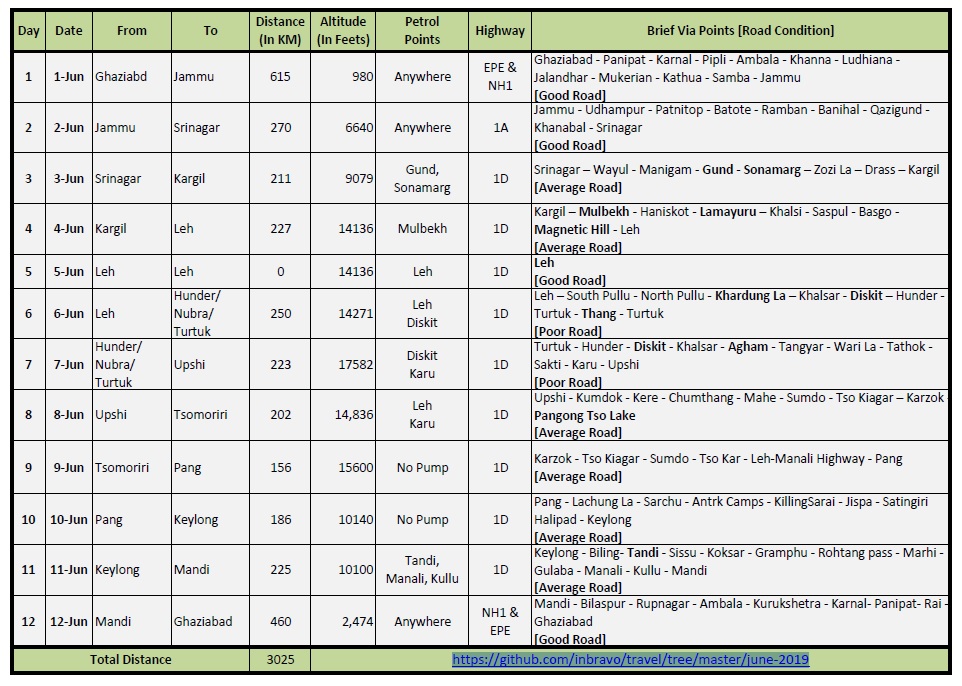 Day Date From To Distance (In KM) Altitude (In Feets) Petrol Points Highway Brief Via Points [Road Condition]
1 1-Jun Ghaziabd Jammu 615 980 Anywhere EPE & NH1 Ghaziabad - Panipat - Karnal - Pipli - Ambala - Khanna - Ludhiana -
Jalandhar - Mukerian - Kathua - Samba - Jammu
[Good Road]
2 2-Jun Jammu Srinagar 270 6640 Anywhere 1A Jammu - Udhampur - Patnitop - Batote - Ramban - Banihal - Qazigund -
Khanabal - Srinagar
[Good Road]
3 3-Jun Srinagar Kargil 211 9079 Gund, Sonamarg 1D Srinagar – Wayul - Manigam - Gund - Sonamarg – Zozi La – Drass – Kargil
[Average Road]
4 4-Jun Kargil Leh 227 14136 Mulbekh 1D Kargil – Mulbekh - Haniskot - Lamayuru – Khalsi - Saspul - Basgo -
Magnetic Hill - Leh
[Average Road]
5 5-Jun Leh Leh 0 14136 Leh 1D Leh
[Good Road]
6 6-Jun Leh Hunder/ Nubra/ Turtuk 250 14271 Leh Diskit 1D Leh – South Pullu - North Pullu - Khardung La – Khalsar - Diskit – Hunder -
Turtuk - Thang - Turtuk
[Poor Road]
7 7-Jun Hunder/ Nubra/ Turtuk Upshi 223 17582 Diskit Karu 1D Turtuk - Hunder - Diskit - Khalsar - Agham - Tangyar - Wari La - Tathok -
Sakti - Karu - Upshi
[Poor Road]
8 8-Jun Upshi Tsomoriri 202 14,836 Leh Karu 1D Upshi - Kumdok - Kere - Chumthang - Mahe - Sumdo - Tso Kiagar – Karzok -
Pangong Tso Lake
[Average Road]
9 9-Jun Tsomoriri Pang 156 15600 No Pump 1D Karzok - Tso Kiagar - Sumdo - Tso Kar - Leh-Manali Highway - Pang
[Average Road]
10 10-Jun Pang Keylong 186 10140 No Pump 1D Pang - Lachung La - Sarchu - Antrk Camps - KillingSarai - Jispa - Satingiri
Halipad - Keylong
[Average Road]
11 11-Jun Keylong Mandi 225 10100 Tandi, Manali, Kullu 1D Keylong - Biling- Tandi - Sissu - Koksar - Gramphu - Rohtang pass - Marhi -
Gulaba - Manali - Kullu - Mandi
[Average Road]
12 12-Jun Mandi Ghaziabad 460 2,474 Anywhere NH1 & EPE Mandi - Bilaspur - Rupnagar - Ambala - Kurukshetra - Karnal- Panipat- Rai -
Ghaziabad
[Good Road]
Total Distance 3025 https://github.com/inbravo/travel/tree/master/june-2019